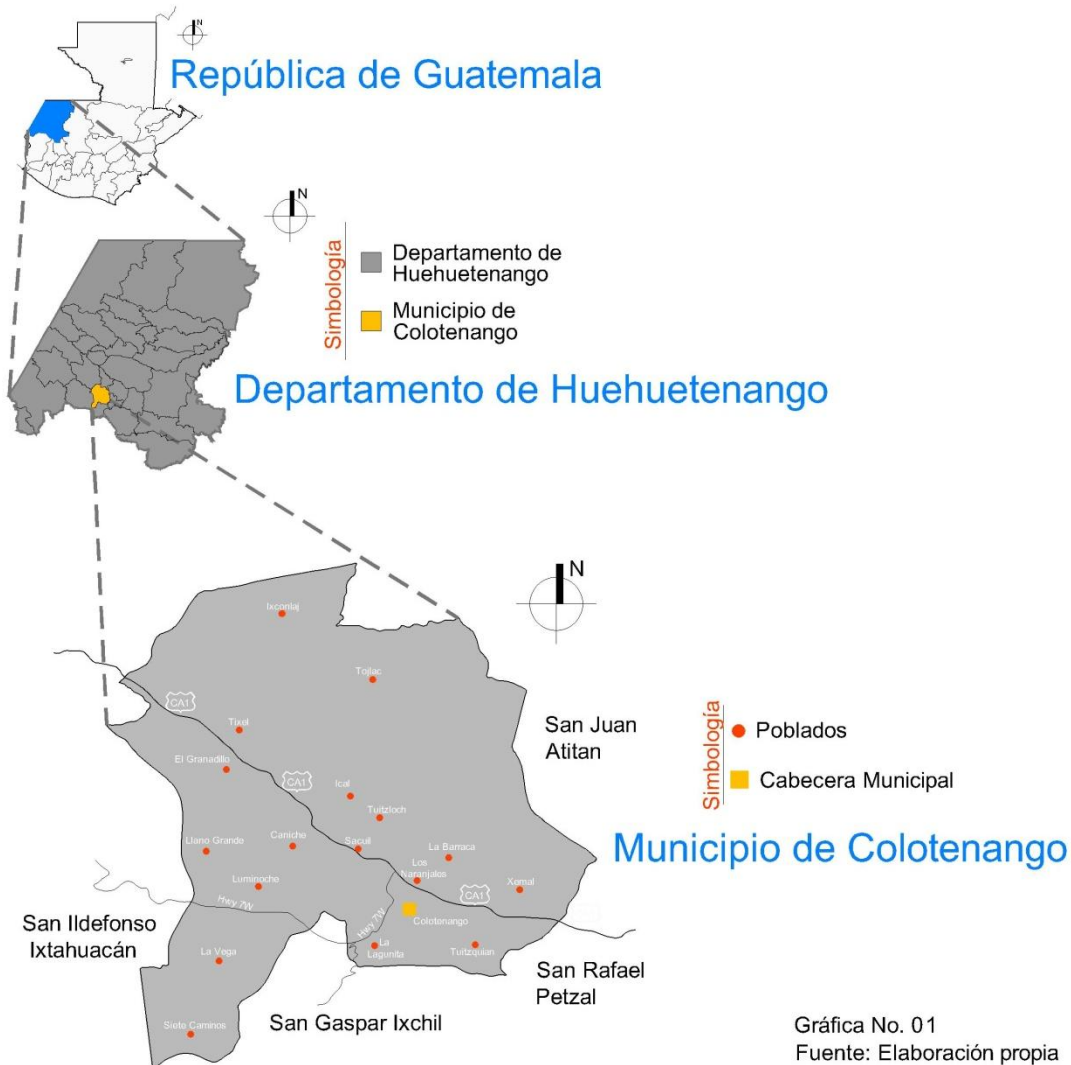 N
República de Guatemala
N
Simbología
Departamento de
Huehuetenango
Municipio de
Colotenango
Departamento de Huehuetenango
N
Ixconlaj
Tojlac
CA1
Tixel
San Juan
Atitan
Simbología
Poblados
Cabecera Municipal
El Granadillo
CA1
Ical
Tuitzloch
Llano Grande
Caniche
Sacuil
La Barraca
Municipio de Colotenango
Luminoche
Los
Naranjales
CA1
Xemal
Hwy 7W
Hwy 7W
Colotenango
San Ildefonso
Ixtahuacán
La Vega
La
Lagunita
Tuitzquian
San Rafael
Petzal
Siete Caminos
San Gaspar Ixchil
Gráfica No. 01
Fuente: Elaboración propia